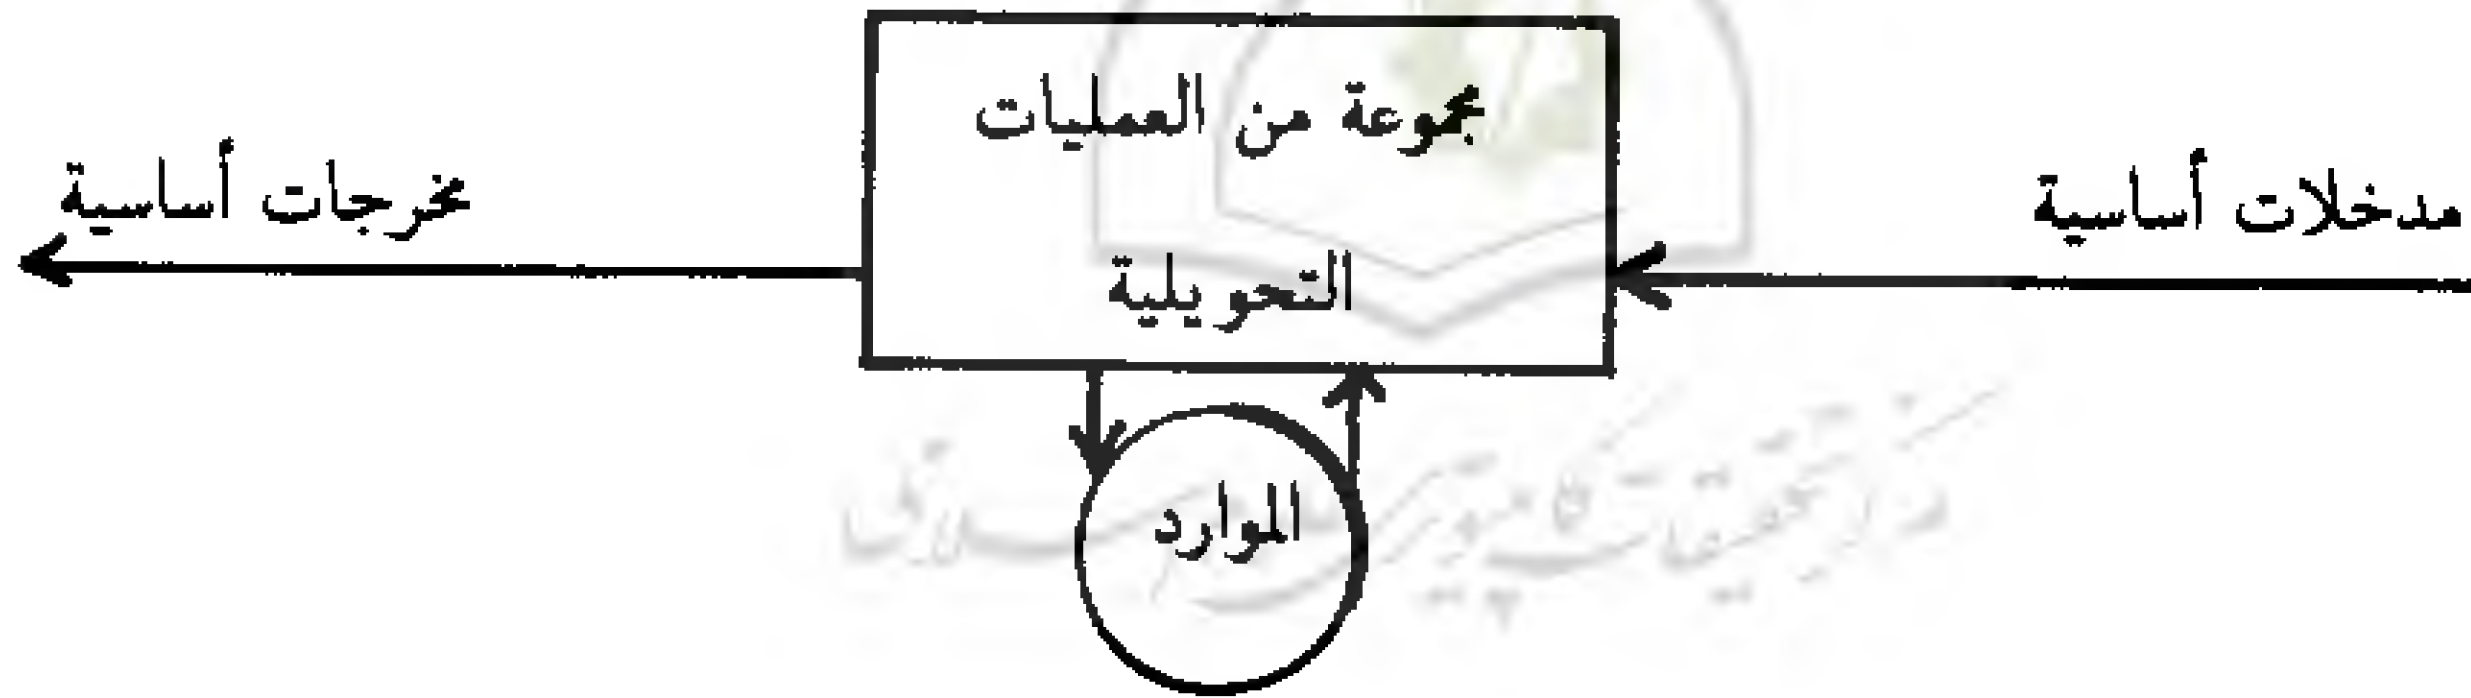 مجموعة من العمليات
التحويلية
مدخلات أساسية
مخرجات أساسية
الموارد